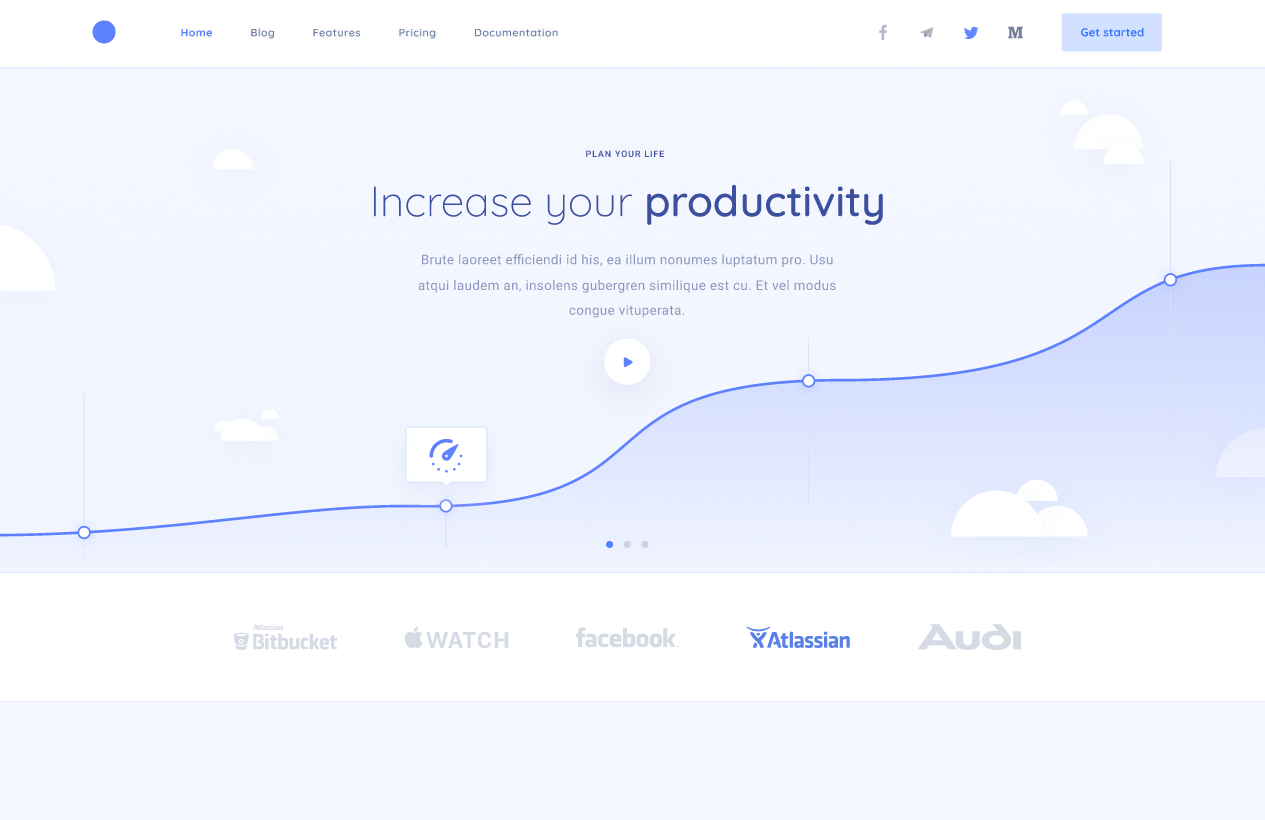 Home
Blog
Features
Pricing
Documentation
M
Get started
PLAN YOUR LIFE
Increase your productivity
Brute laoreet efficiendi id his, ea illum nonumes luptatum pro. Usu
atqui laudem an, insolens gubergren similique est cu. Et vel modus
congue vituperata.
Atlassian
Bitbucket
WATCH
facebook
Atlassian
Audi